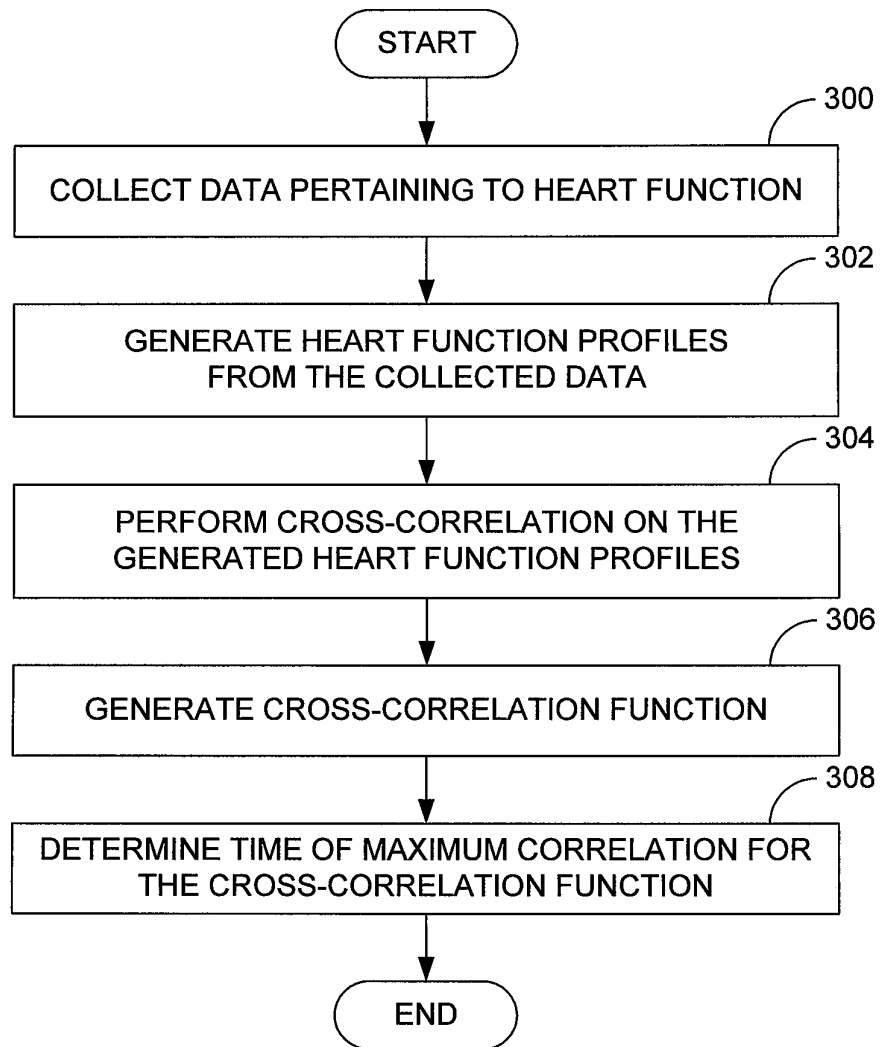 START
300
COLLECT DATA PERTAINING TO HEART FUNCTION
302
GENERATE HEART FUNCTION PROFILES
FROM THE COLLECTED DATA
304
PERFORM CROSS-CORRELATION ON THE
GENERATED HEART FUNCTION PROFILES
306
GENERATE CROSS-CORRELATION FUNCTION
308
DETERMINE TIME OF MAXIMUM CORRELATION FOR
THE CROSS-CORRELATION FUNCTION
END